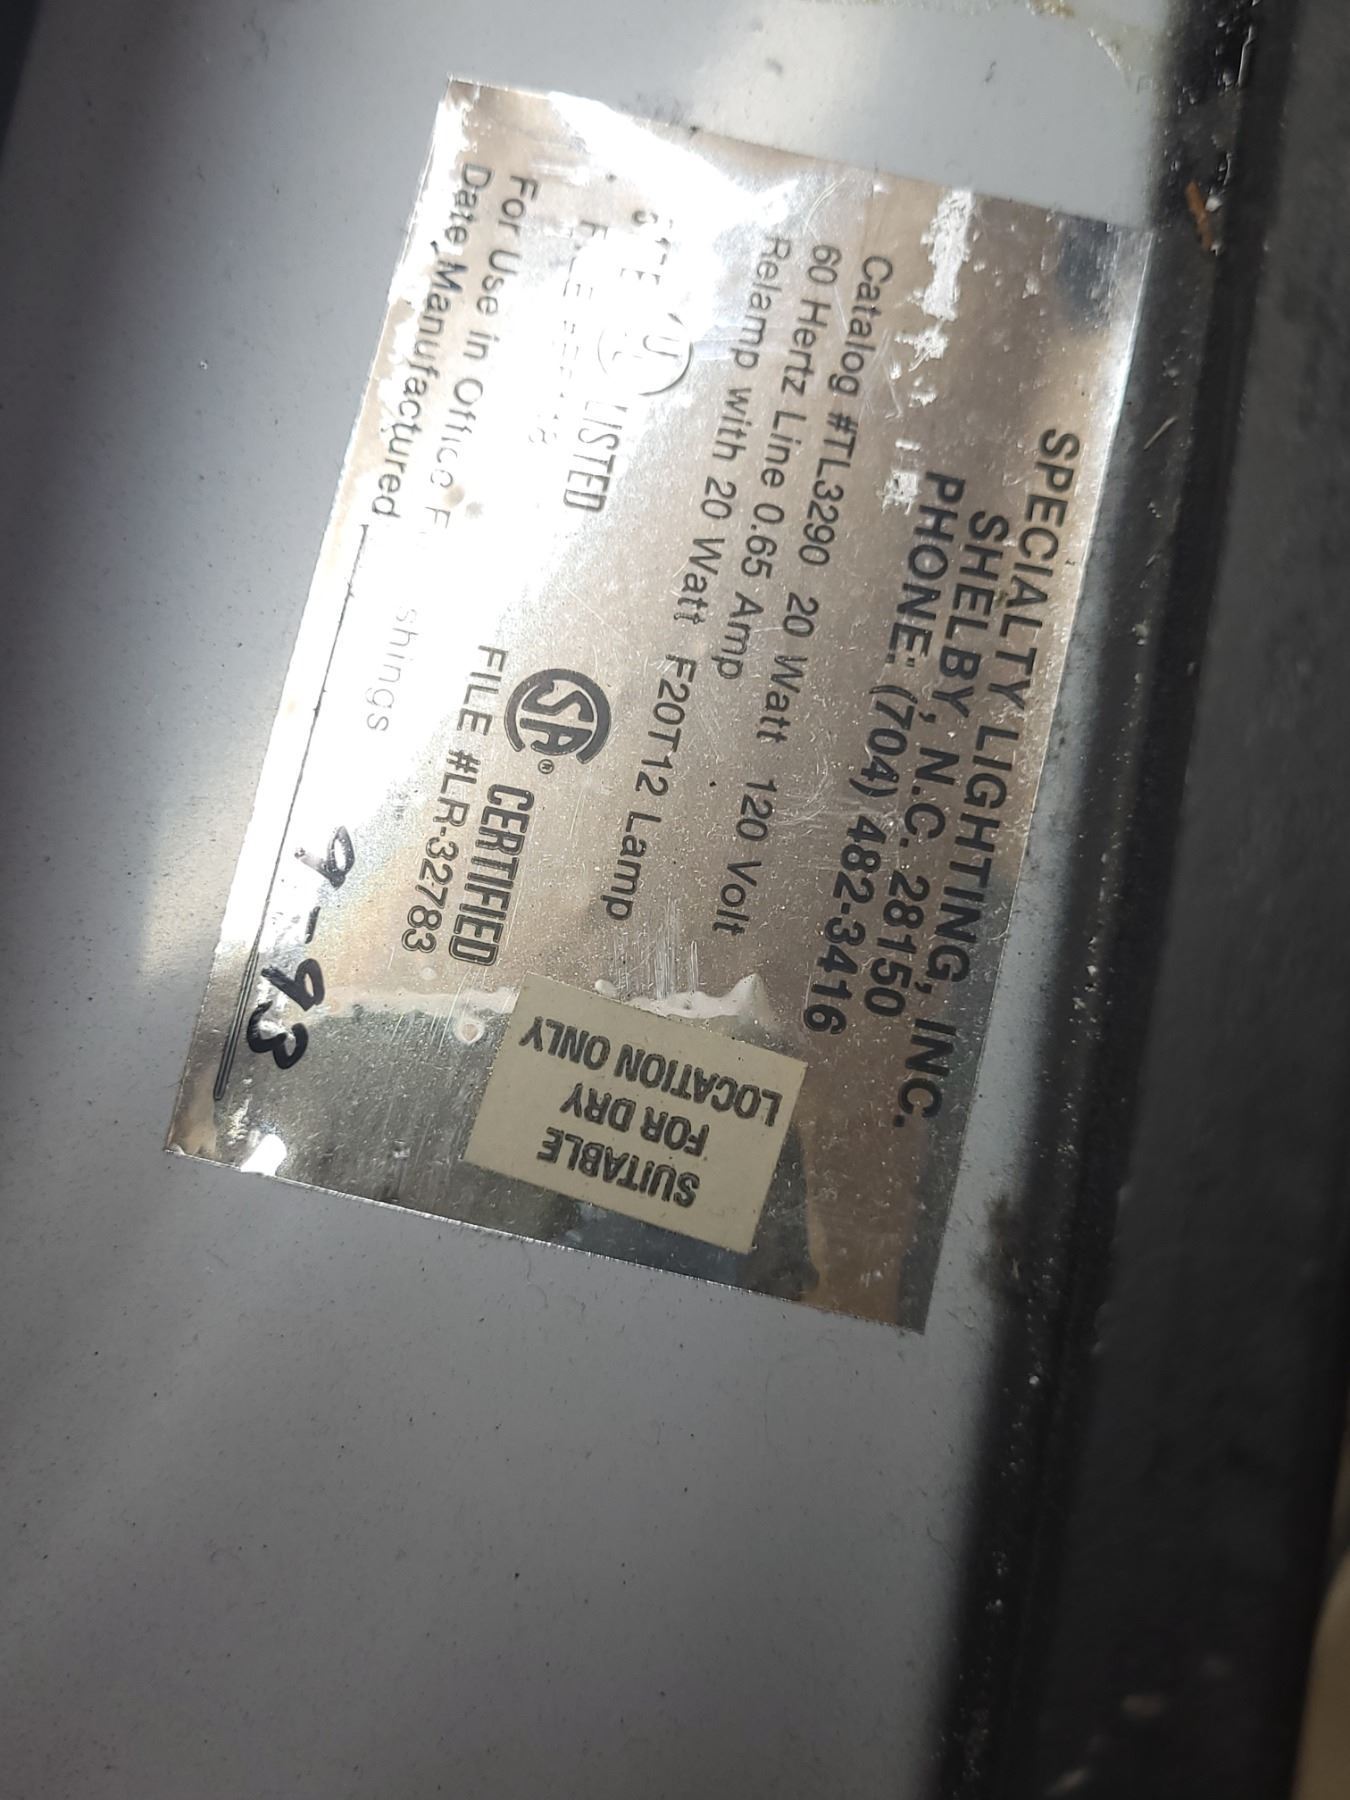 SPECIALTY LIGHTING, INC.
SHELBY, N.C. 28150
PHONE: (704) 482-3416
Catalog #TL3290 20 Watt 120 Volt
60 Hertz Line 0.65 Amp
Relamp with 20 Watt F20T12 Lamp
UL LISTED
SA® CERTIFIED
FILE #LR-32783
For Use in Office
Date Manufactured 9-93
SUITABLE
FOR DRY
LOCATION ONLY